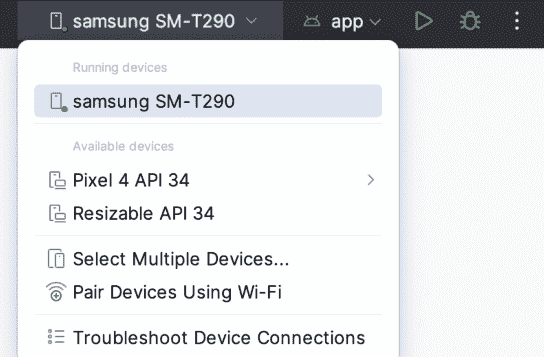 samsung SM-T290
app
Running devices
samsung SM-T290
Available devices
Pixel 4 API 34
Resizable API 34
Select Multiple Devices...
Pair Devices Using Wi-Fi
Troubleshoot Device Connections